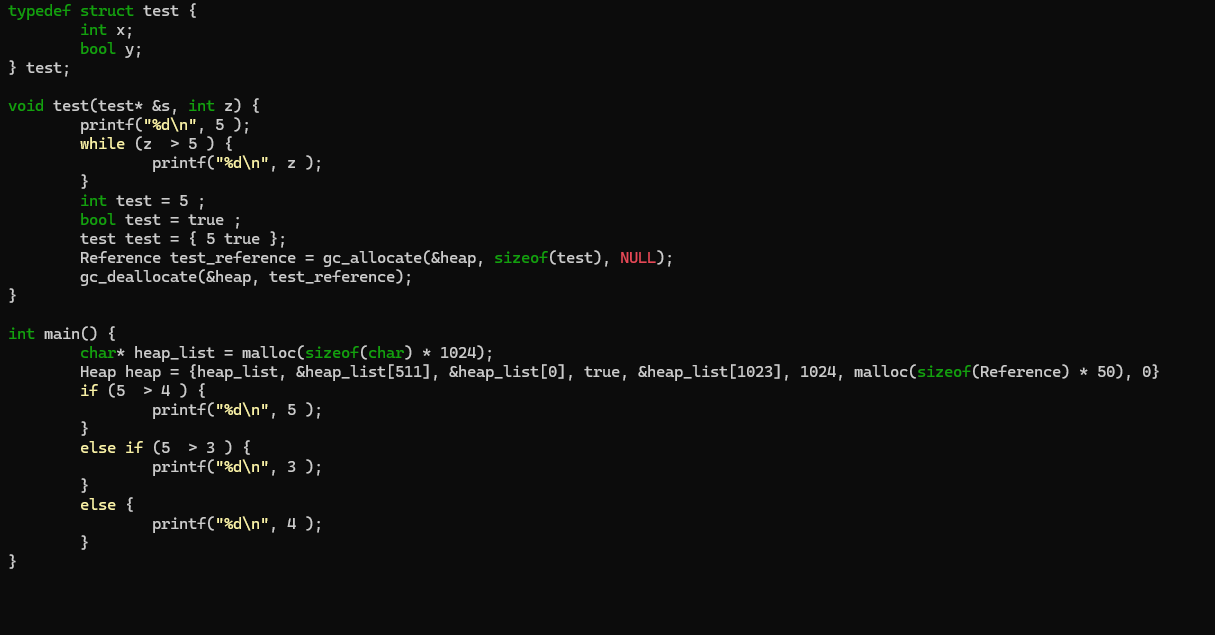 typedef struct test {
        int x;
        bool y;
} test;

void test(test* &s, int z) {
        printf("%d\n", 5 );
        while (z  > 5 ) {
                printf("%d\n", z );
        }
        int test = 5 ;
        bool test = true ;
        test test = { 5 true };
        Reference test_reference = gc_allocate(&heap, sizeof(test), NULL);
        gc_deallocate(&heap, test_reference);
}

int main() {
        char* heap_list = malloc(sizeof(char) * 1024);
        Heap heap = {heap_list, &heap_list[511], &heap_list[0], true, &heap_list[1023], 1024, malloc(sizeof(Reference) * 50), 0}
        if (5  > 4 ) {
                printf("%d\n", 5 );
        }
        else if (5  > 3 ) {
                printf("%d\n", 3 );
        }
        else {
                printf("%d\n", 4 );
        }
}